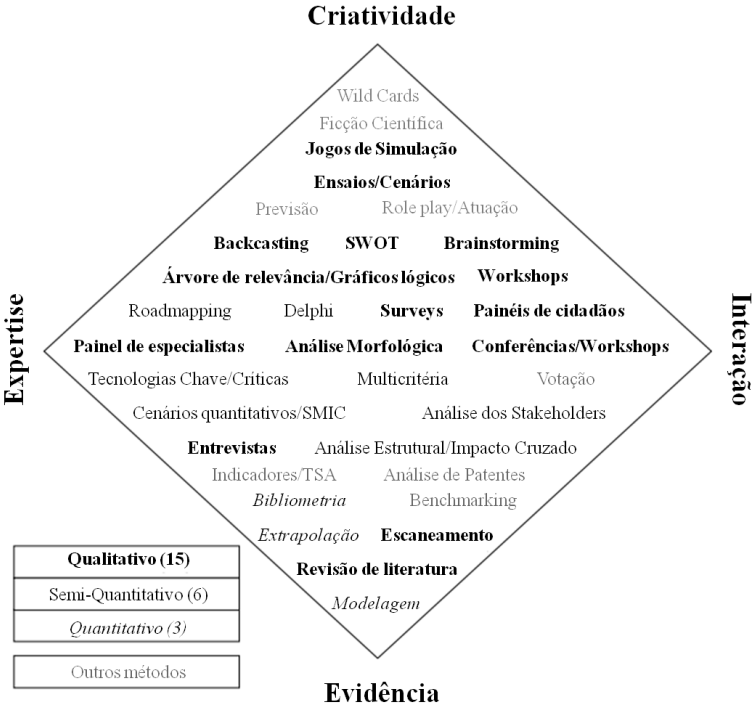 Criatividade
Wild Cards
Ficção Cientifica
Jogos de Simulação
Ensaios/Cenários
Previsão Role play/Atuação
Backcasting SWOT Brainstorming
Árvore de relevância/Gráficos lógicos Workshops
Roadmapping Delphi Surveys Painéis de cidadãos
Expertise
Interação
Painel de especialistas Análise Morfológica Conferências/Workshops
Tecnologias Chave/Criticas Multicritéria Votação
Cenários quantitativos/SMIC Análise dos Stakeholders
Entrevistas Análise Estrutural/Impacto Cruzado
Indicadores/TSA Análise de Patentes
Bibliometria Benchmarking
Extrapolação Escaneamento
Revisão de literatura
Modelagem
Qualitativo (15)
Semi-Quantitativo (6)
Quantitativo (3)
Outros métodos
Evidência